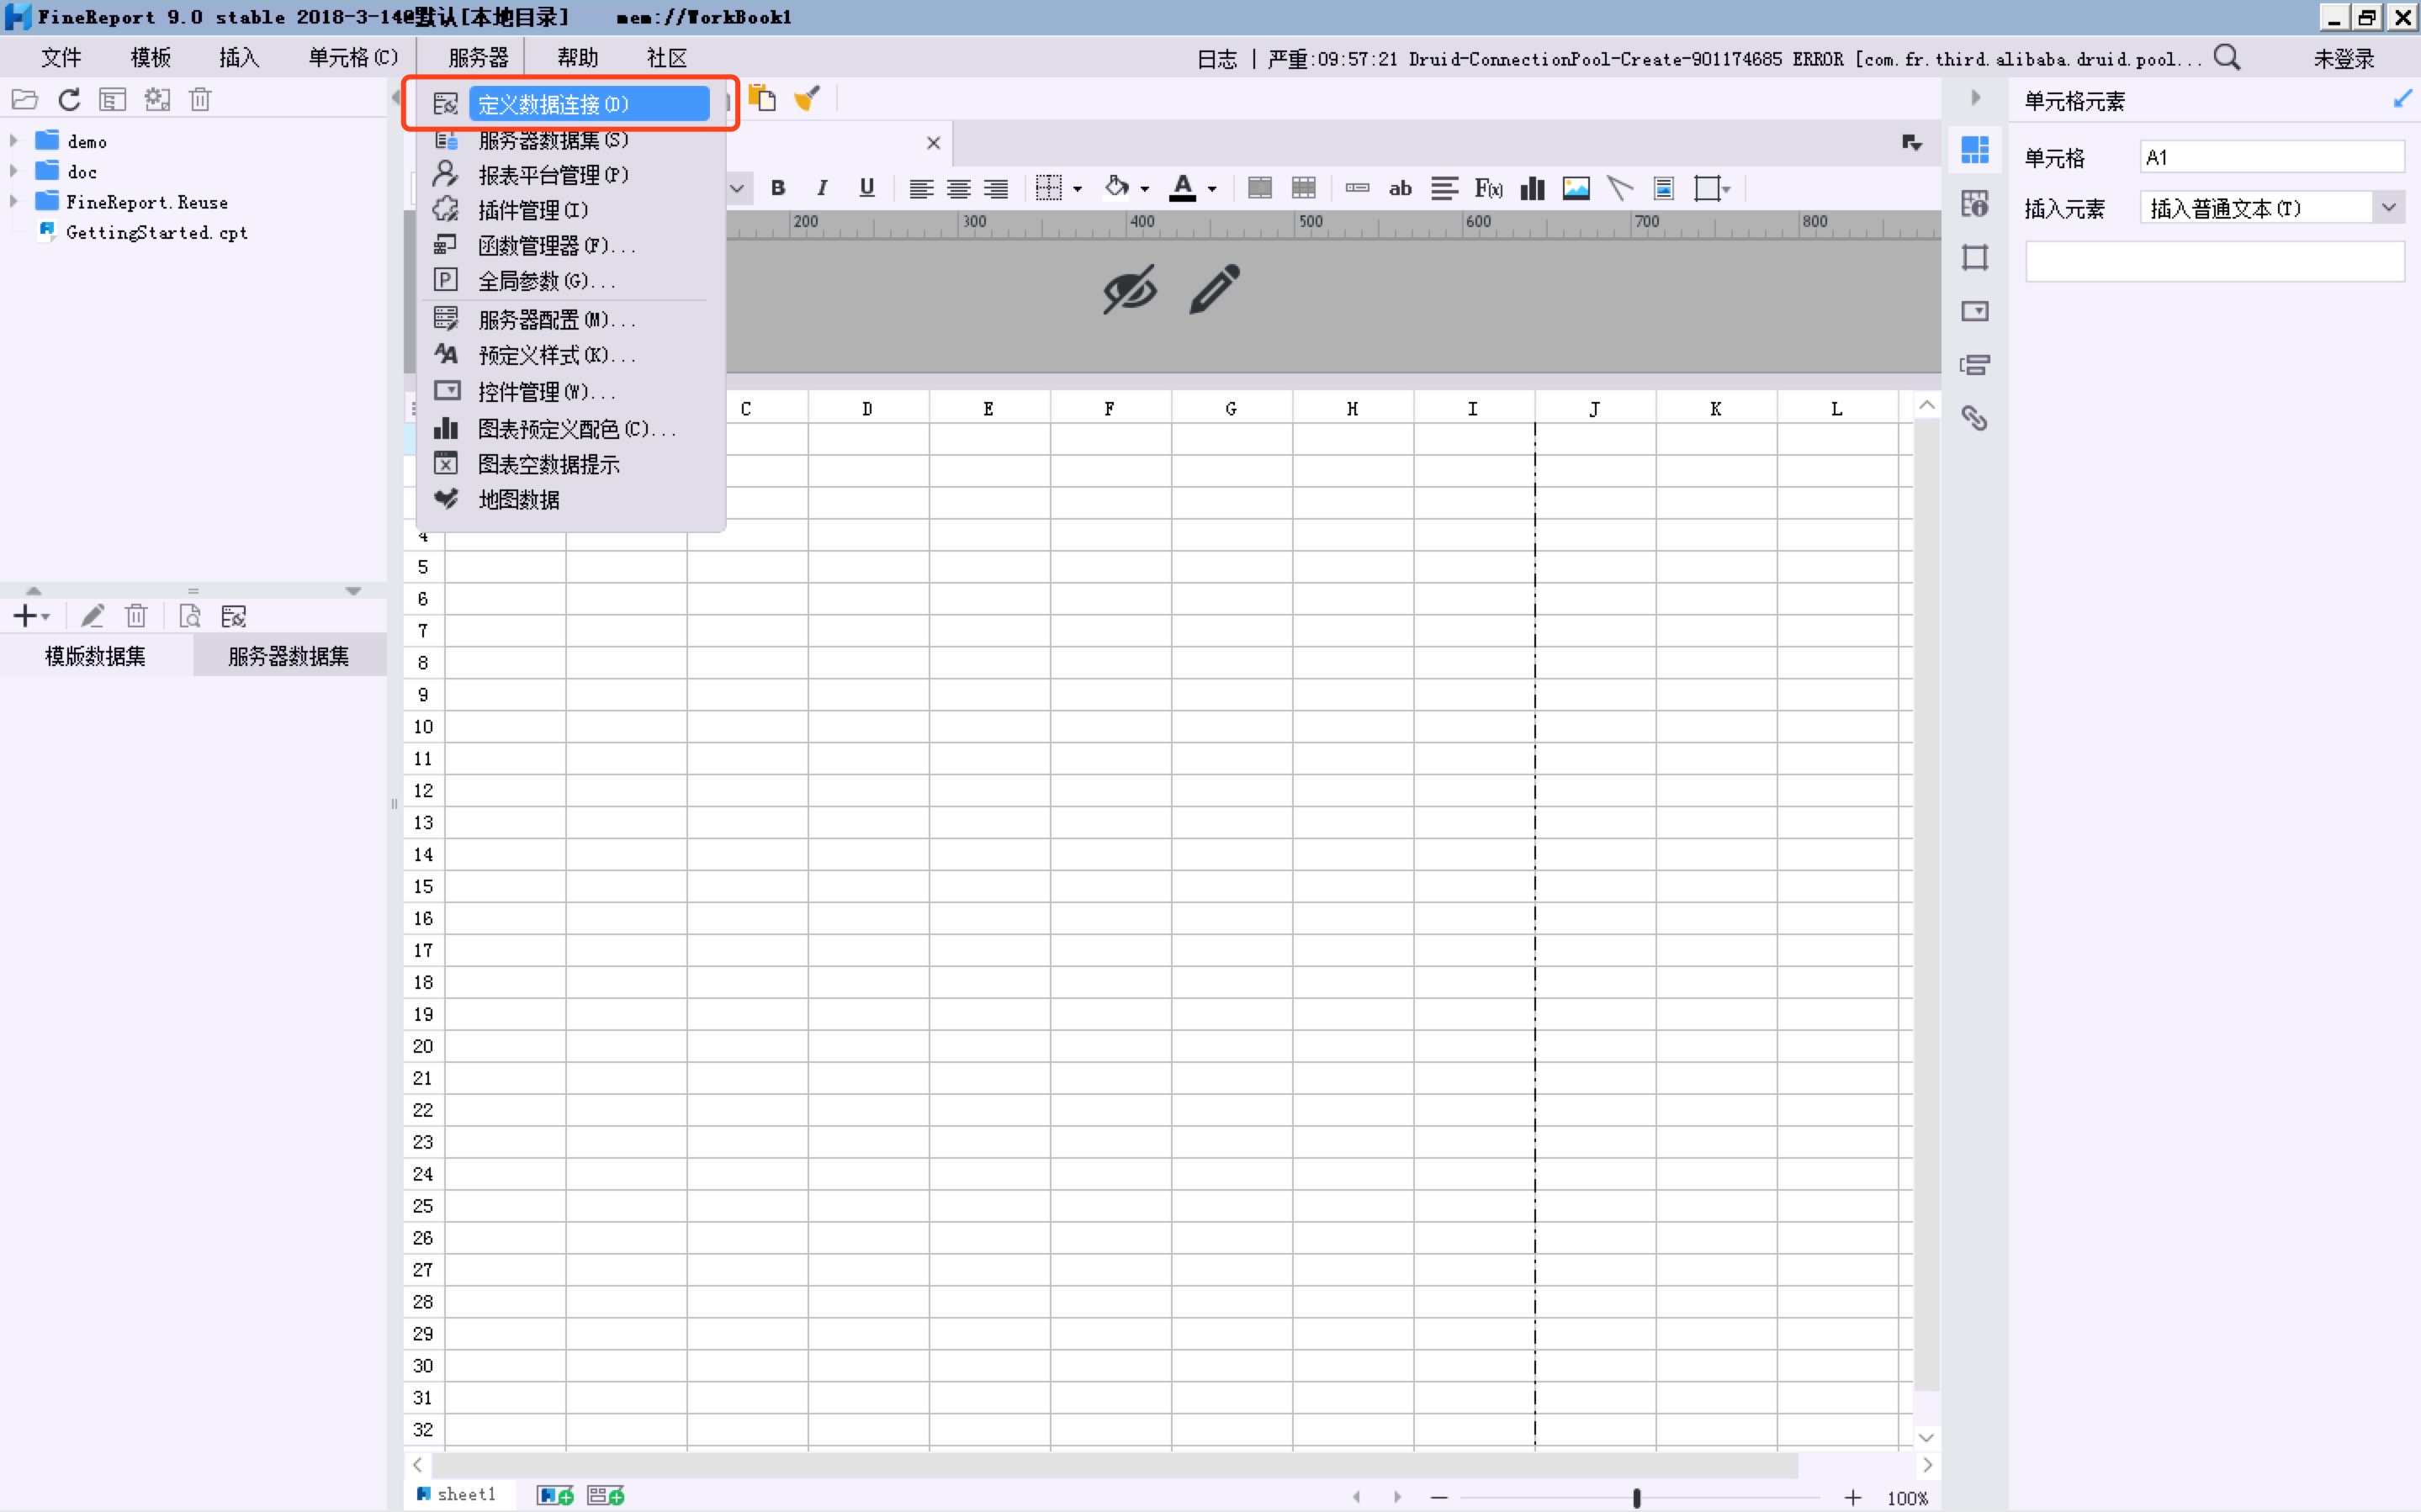 FineReport 9.0 stable 2018-3-14@默认[本地目录]    mem://WorkBook1
文件 模板 插入 单元格(C) 服务器 帮助 社区
日志 | 严重:09:57:21 Druid-ConnectionPool-Create-901174685 ERROR [com.fr.third.alibaba.druid.pool... 未登录
定义数据连接(D)
服务器数据集(S)
报表平台管理(P)
插件管理(I)
函数管理器(F)...
全局参数(G)...
服务器配置(M)...
预定义样式(K)...
控件管理(W)...
图表预定义配色(C)...
图表空数据提示
地图数据
demo
doc
FineReport.Reuse
GettingStarted.cpt
模版数据集 服务器数据集
B I U A ab F(x)
200 300 400 500 600 700 800
C D E F G H I J K L
4
5
6
7
8
9
10
11
12
13
14
15
16
17
18
19
20
21
22
23
24
25
26
27
28
29
30
31
32
sheet1
100%
单元格元素
单元格 A1
插入元素 插入普通文本(T)